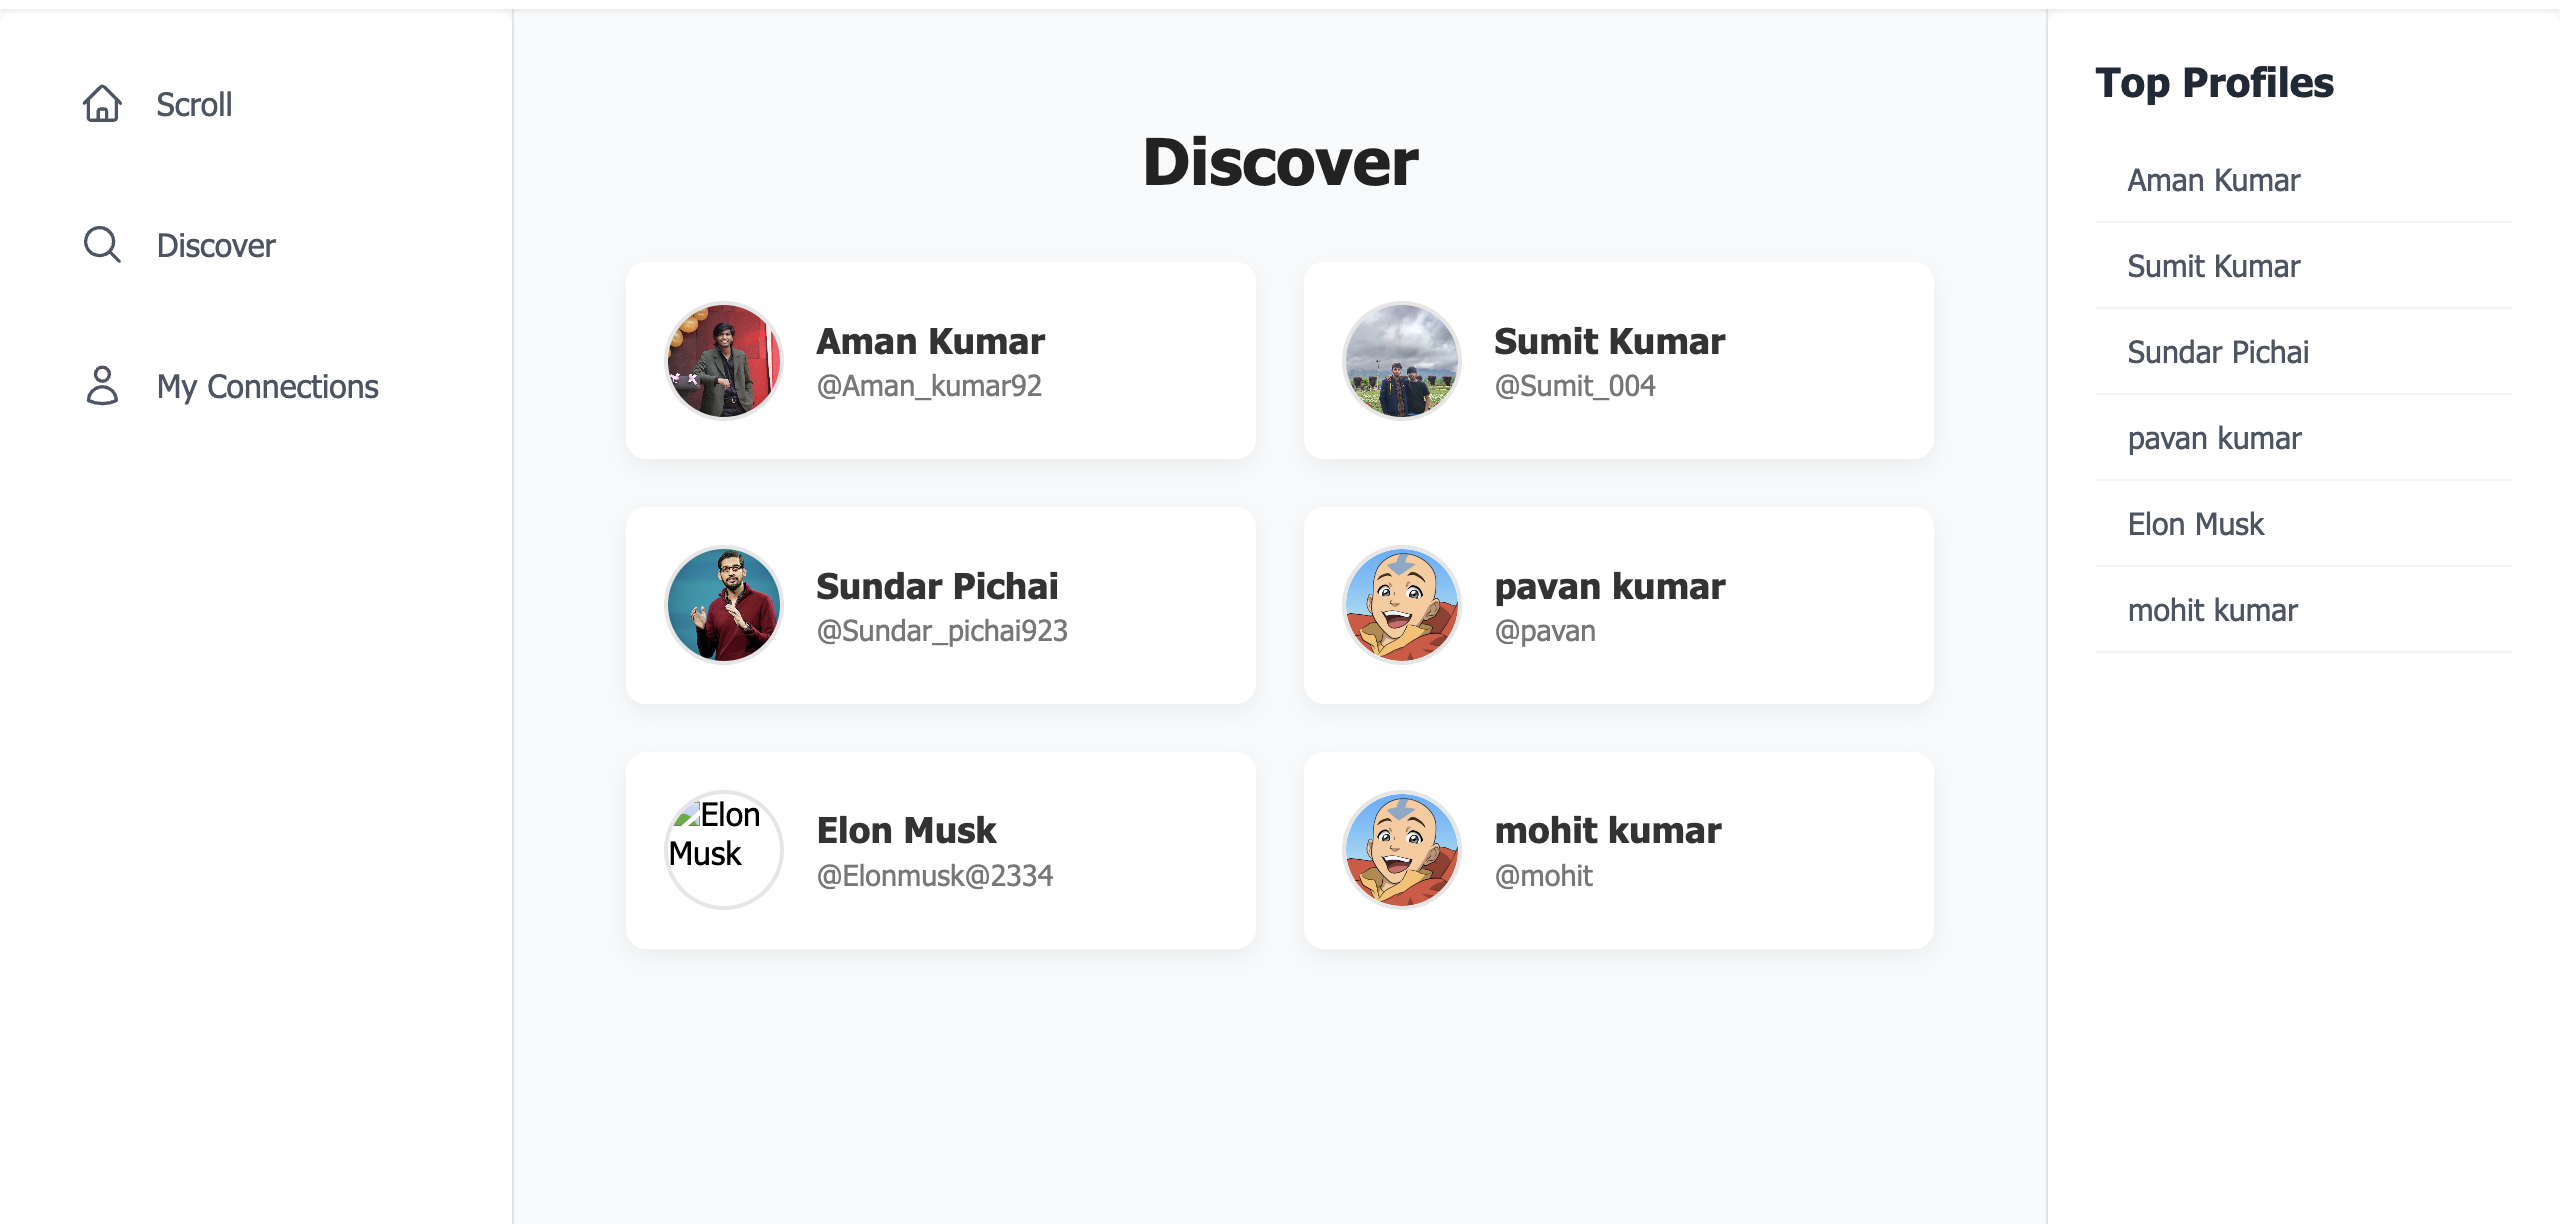 Scroll
Discover
My Connections
Discover
Aman Kumar
@Aman_kumar92
Sumit Kumar
@Sumit_004
Sundar Pichai
@Sundar_pichai923
pavan kumar
@pavan
Elon
Musk
Elon Musk
@Elonmusk@2334
mohit kumar
@mohit
Top Profiles
Aman Kumar
Sumit Kumar
Sundar Pichai
pavan kumar
Elon Musk
mohit kumar